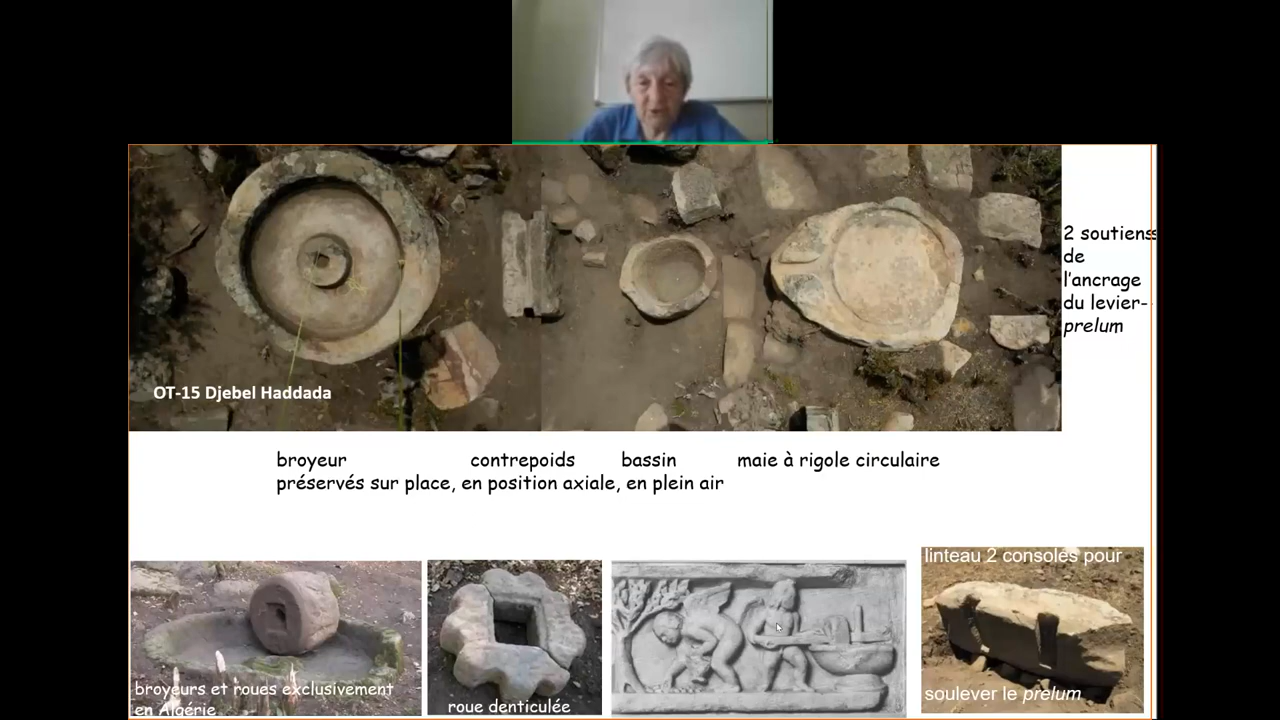 2 soutiens
de
l'ancrage
du levier-
prelum
OT-15 Djebel Haddada
broyeur contrepoids bassin maie à rigole circulaire
préservés sur place, en position axiale, en plein air
linteau 2 consoles pour
broyeurs et roues exclusivement
en Algérie
roue denticulée
soulever le prelum